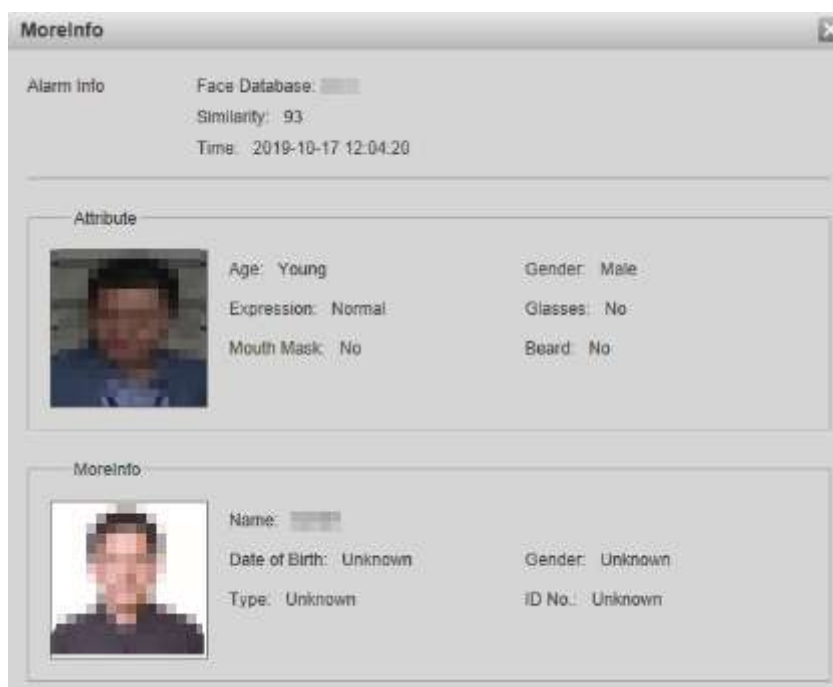 MoreInfo
Alarm Info Face Database:
Similarity: 93
Time: 2019-10-17 12:04:20
Attribute
Age: Young Gender: Male
Expression: Normal Glasses: No
Mouth Mask: No Beard: No
MoreInfo
Name:
Date of Birth: Unknown Gender: Unknown
Type: Unknown ID No.: Unknown